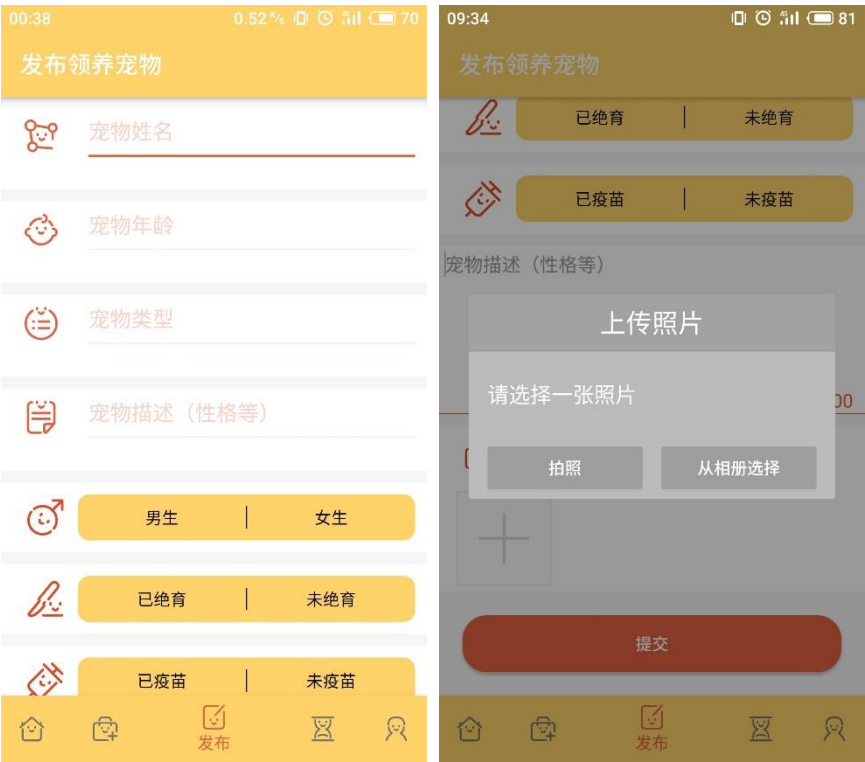 00:38
0.52 K/s
4G
70
发布领养宠物
宠物姓名
宠物年龄
宠物类型
宠物描述（性格等）
男生 | 女生
已绝育 | 未绝育
已疫苗 | 未疫苗
发布
09:34
4G
81
发布领养宠物
已绝育 | 未绝育
已疫苗 | 未疫苗
宠物描述（性格等）
上传照片
请选择一张照片
00
拍照
从相册选择
提交
发布